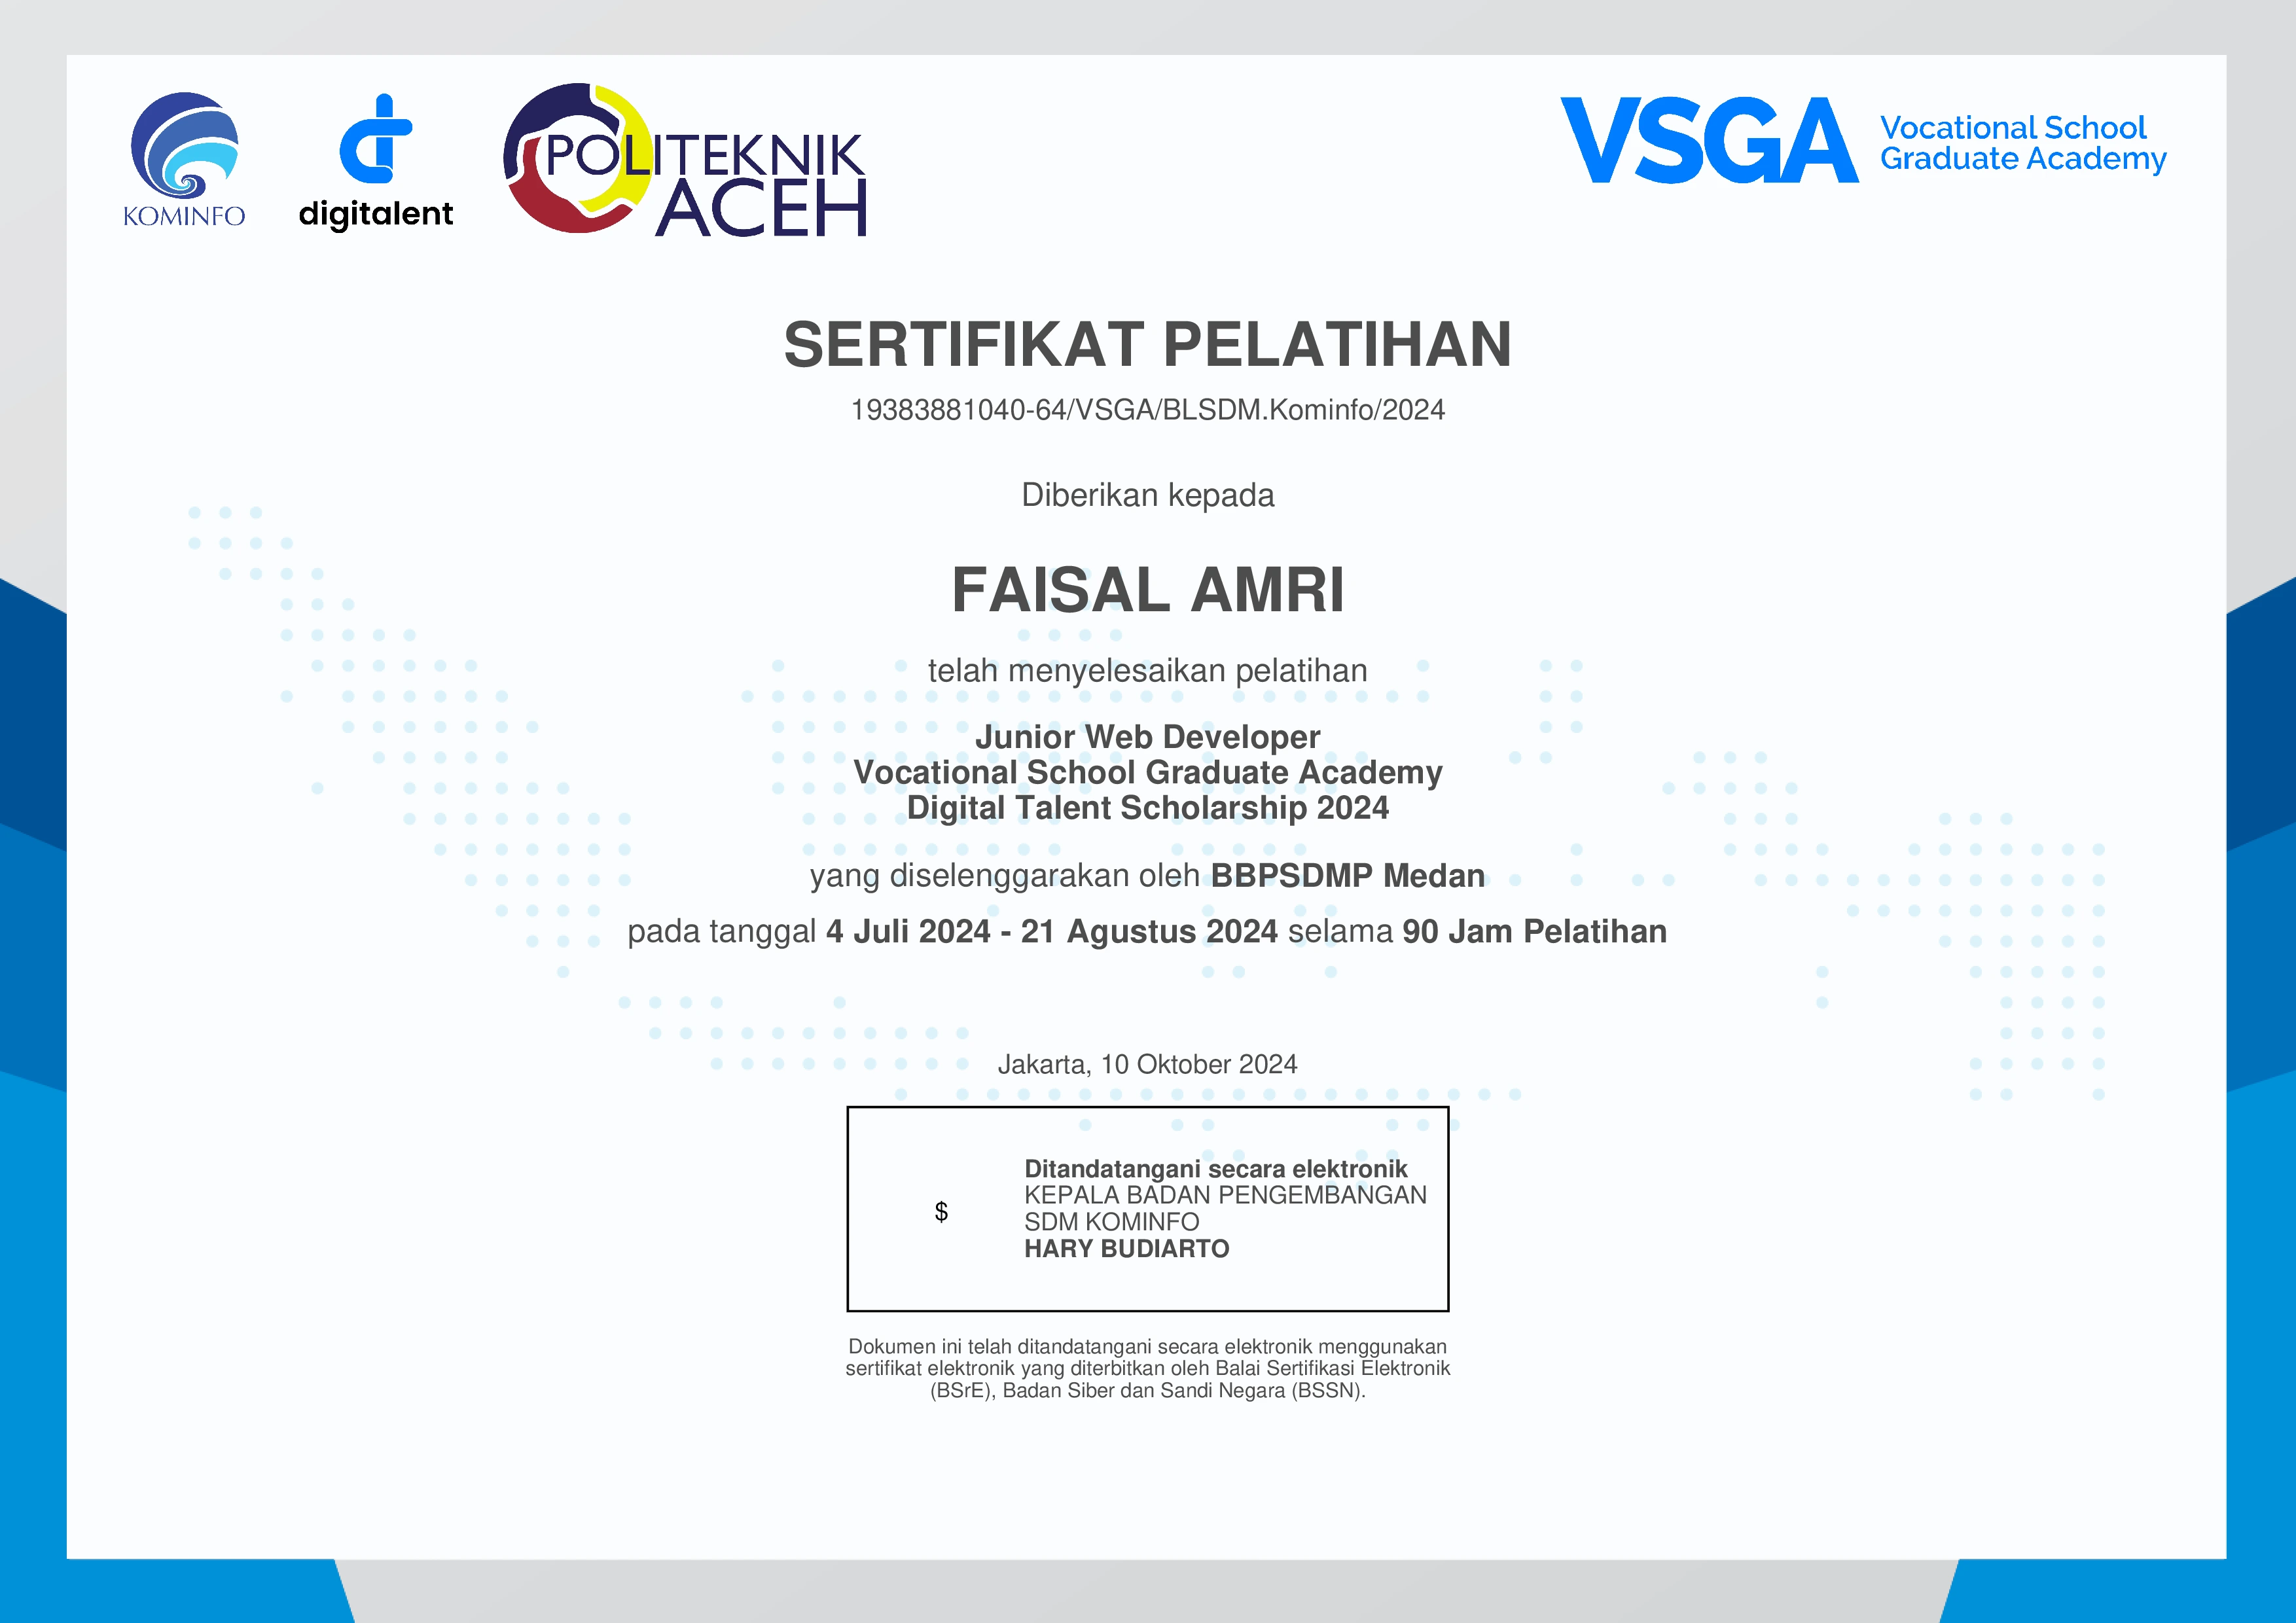 KOMINFO
digitalent
POLITEKNIK
ACEH
VSGA
Vocational School
Graduate Academy
SERTIFIKAT PELATIHAN
19383881040-64/VSGA/BLSDM.Kominfo/2024
Diberikan kepada
FAISAL AMRI
telah menyelesaikan pelatihan
Junior Web Developer
Vocational School Graduate Academy
Digital Talent Scholarship 2024
yang diselenggarakan oleh BBPSDMP Medan
pada tanggal 4 Juli 2024 - 21 Agustus 2024 selama 90 Jam Pelatihan
Jakarta, 10 Oktober 2024
$
Ditandatangani secara elektronik
KEPALA BADAN PENGEMBANGAN
SDM KOMINFO
HARY BUDIARTO
Dokumen ini telah ditandatangani secara elektronik menggunakan
sertifikat elektronik yang diterbitkan oleh Balai Sertifikasi Elektronik
(BSrE), Badan Siber dan Sandi Negara (BSSN).